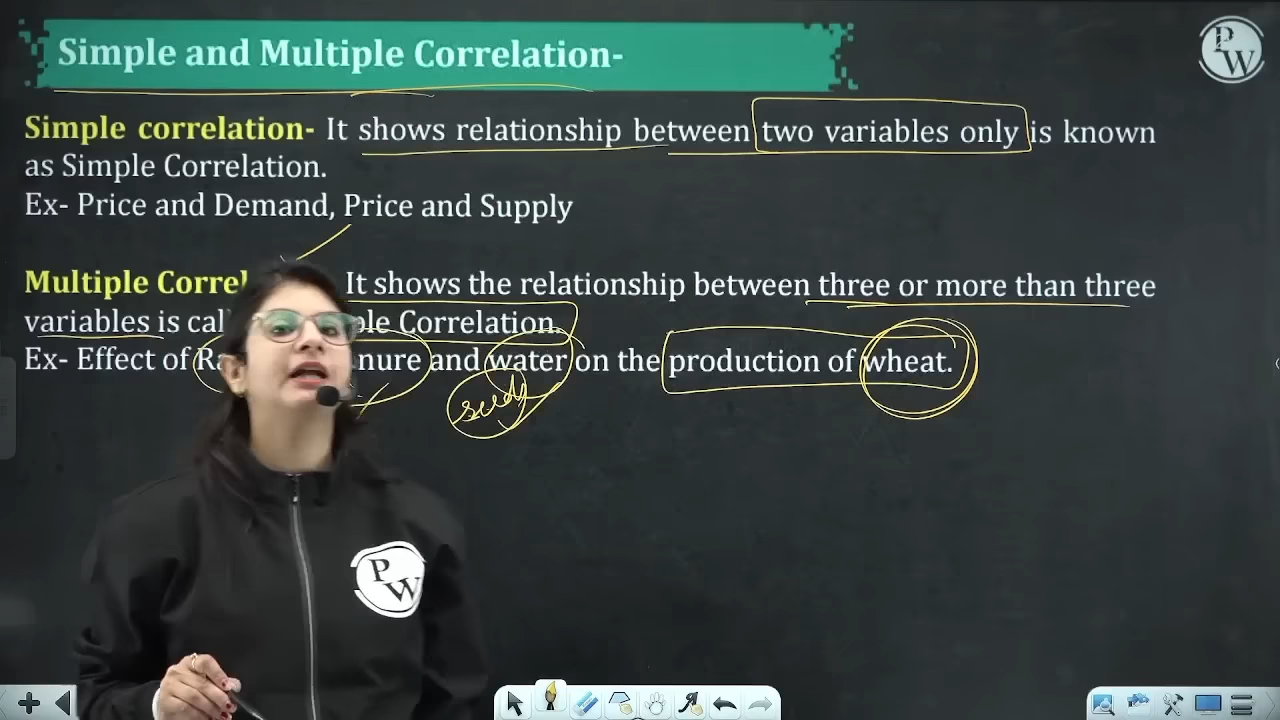 Simple and Multiple Correlation-
PW
Simple correlation- It shows relationship between two variables only is known
as Simple Correlation.
Ex- Price and Demand, Price and Supply
Multiple Correl It shows the relationship between three or more than three
variables is cal ple Correlation.
Ex- Effect of Ra nure and water on the production of wheat.
PW